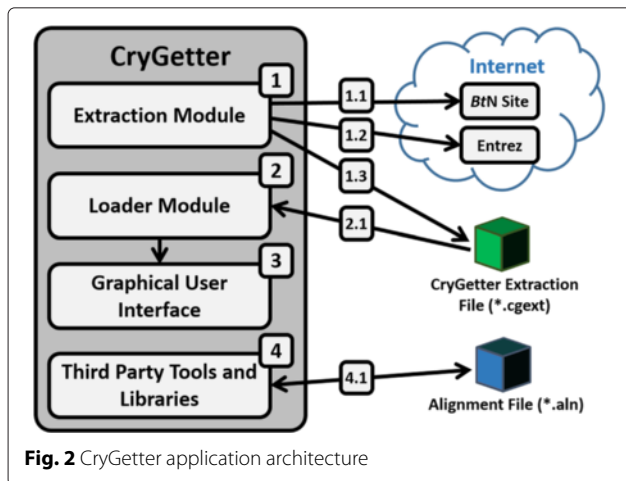 CryGetter
1
Extraction Module
2
Loader Module
3
Graphical User
Interface
4
Third Party Tools and
Libraries
1.1
1.2
1.3
2.1
4.1
Internet
BtN Site
Entrez
CryGetter Extraction
File (*.cgext)
Alignment File (*.aln)
Fig. 2 CryGetter application architecture